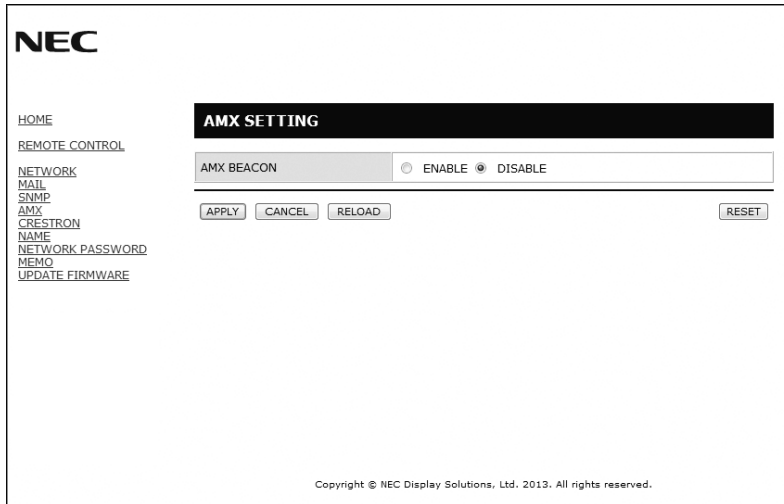 NEC
HOME
REMOTE CONTROL
NETWORK
MAIL
SNMP
AMX
CRESTRON
NAME
NETWORK PASSWORD
MEMO
UPDATE FIRMWARE
AMX SETTING
AMX BEACON ENABLE DISABLE
APPLY CANCEL RELOAD RESET
Copyright © NEC Display Solutions, Ltd. 2013. All rights reserved.